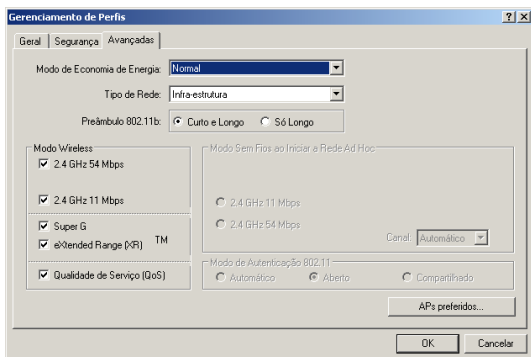 Gerenciamento de Perfis
Geral Segurança Avançadas
Modo de Economia de Energia: Normal
Tipo de Rede: Infra-estrutura
Preâmbulo 802.11b: Curto e Longo Só Longo
Modo Wireless
2.4 GHz 54 Mbps
2.4 GHz 11 Mbps
Super G
eXtended Range (XR) TM
Qualidade de Serviço (QoS)
Modo Sem Fios ao Iniciar a Rede Ad Hoc
2.4 GHz 11 Mbps
2.4 GHz 54 Mbps
Canal: Automático
Modo de Autenticação 802.11
Automático Aberto Compartilhado
APs preferidos...
OK Cancelar